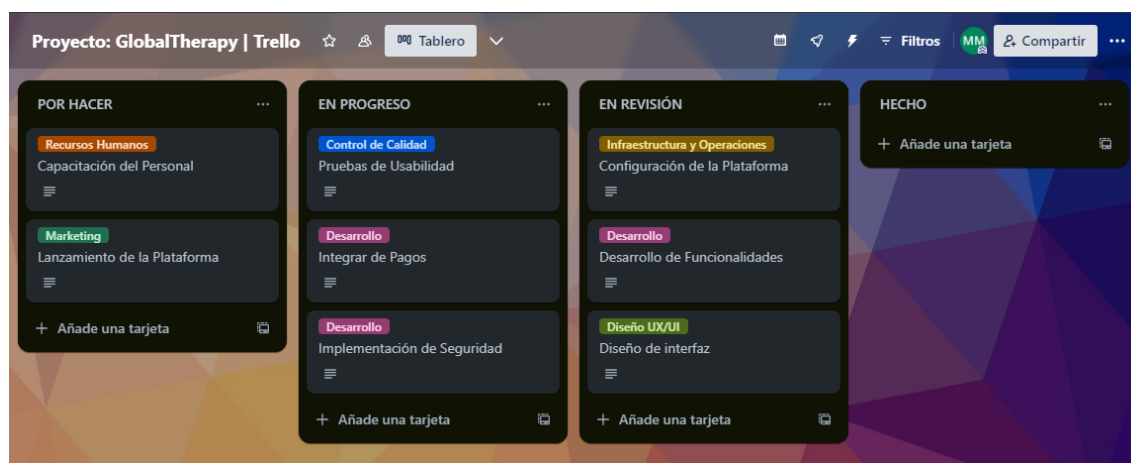 Proyecto: GlobalTherapy | Trello
Tablero
Filtros
MM
Compartir
POR HACER
Recursos Humanos
Capacitación del Personal
Marketing
Lanzamiento de la Plataforma
+ Añade una tarjeta
EN PROGRESO
Control de Calidad
Pruebas de Usabilidad
Desarrollo
Integrar de Pagos
Desarrollo
Implementación de Seguridad
+ Añade una tarjeta
EN REVISIÓN
Infraestructura y Operaciones
Configuración de la Plataforma
Desarrollo
Desarrollo de Funcionalidades
Diseño UX/UI
Diseño de interfaz
+ Añade una tarjeta
HECHO
+ Añade una tarjeta